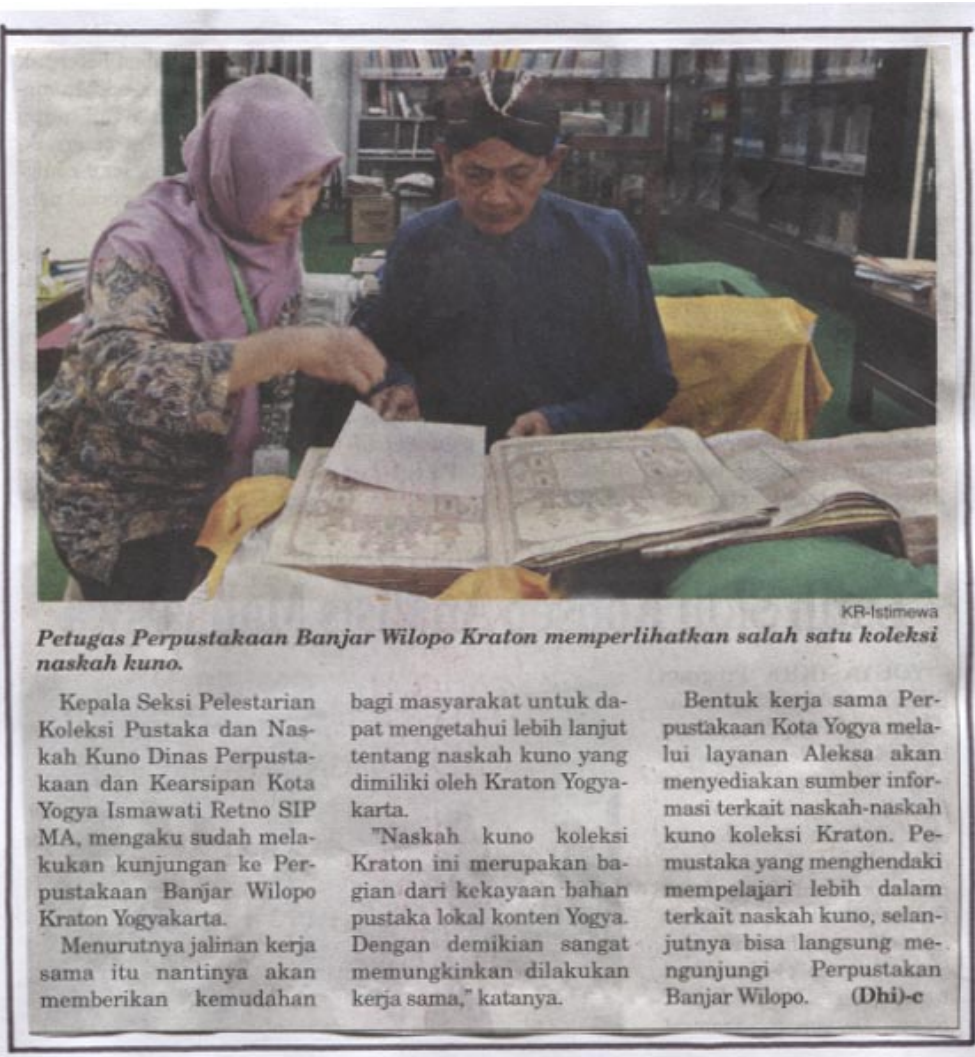 KR-Istimewa
Petugas Perpustakaan Banjar Wilopo Kraton memperlihatkan salah satu koleksi
naskah kuno.
Kepala Seksi Pelestarian
Koleksi Pustaka dan Nas-
kah Kuno Dinas Perpusta-
kaan dan Kearsipan Kota
Yogya Ismawati Retno SIP
MA, mengaku sudah mela-
kukan kunjungan ke Per-
pustakaan Banjar Wilopo
Kraton Yogyakarta.
Menurutnya jalinan kerja
sama itu nantinya akan
memberikan kemudahan
bagi masyarakat untuk da-
pat mengetahui lebih lanjut
tentang naskah kuno yang
dimiliki oleh Kraton Yogya-
karta.
"Naskah kuno koleksi
Kraton ini merupakan ba-
gian dari kekayaan bahan
pustaka lokal konten Yogya.
Dengan demikian sangat
memungkinkan dilakukan
kerja sama," katanya.
Bentuk kerja sama Per-
pustakaan Kota Yogya mela-
lui layanan Aleksa akan
menyediakan sumber infor-
masi terkait naskah-naskah
kuno koleksi Kraton. Pe-
mustaka yang menghendaki
mempelajari lebih dalam
terkait naskah kuno, selan-
jutnya bisa langsung me-
ngunjungi Perpustakan
Banjar Wilopo. (Dhi)-c